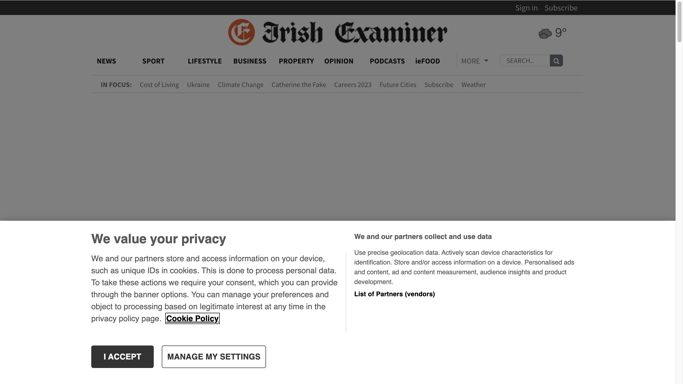 Sign in Subscribe
Irish Examiner
9°
NEWS SPORT LIFESTYLE BUSINESS PROPERTY OPINION PODCASTS ieFOOD MORE SEARCH..
IN FOCUS: Cost of Living Ukraine Climate Change Catherine the Fake Careers 2023 Future Cities Subscribe Weather
We value your privacy
We and our partners store and access information on your device,
such as unique IDs in cookies. This is done to process personal data.
To take these actions we require your consent, which you can provide
through the banner options. You can manage your preferences and
object to processing based on legitimate interest at any time in the
privacy policy page. Cookie Policy
I ACCEPT MANAGE MY SETTINGS
We and our partners collect and use data
Use precise geolocation data. Actively scan device characteristics for
identification. Store and/or access information on a device. Personalised ads
and content, ad and content measurement, audience insights and product
development.
List of Partners (vendors)